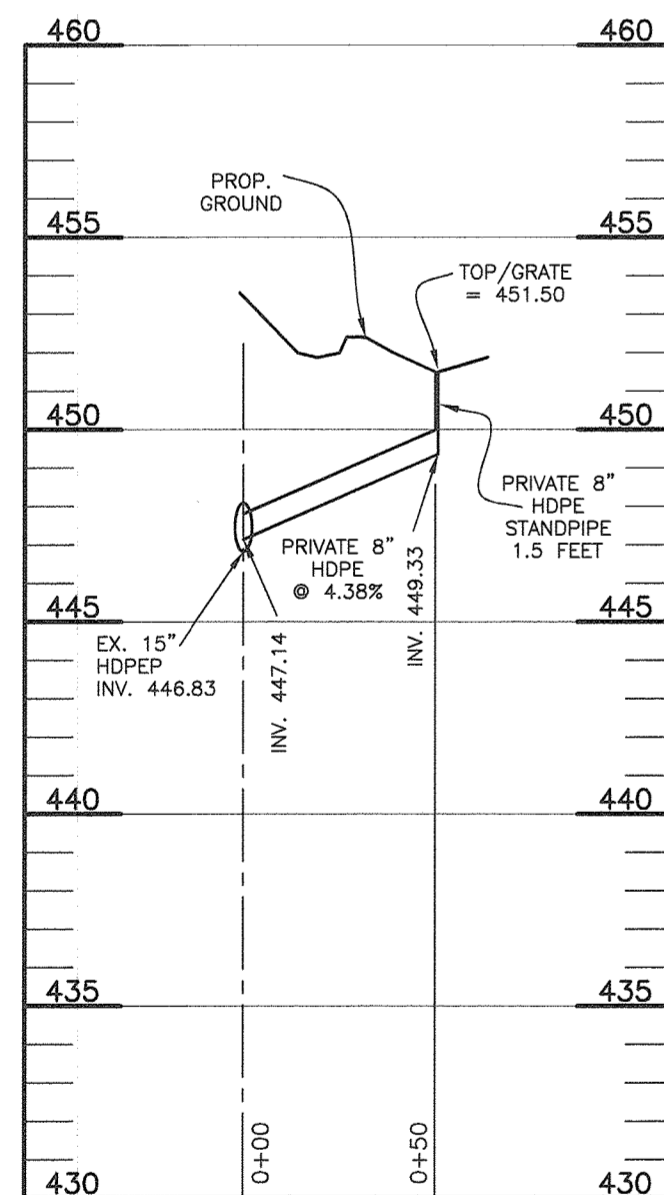 460 460
PROP.
GROUND
455 455
TOP/GRATE
= 451.50
450 450
PRIVATE 8"
HDPE
STANDPIPE
1.5 FEET
PRIVATE 8"
HDPE
@ 4.38%
INV. 449.33
445 445
EX. 15"
HDPEP
INV. 446.83
INV. 447.14
440 440
435 435
0+00
0+50
430 430